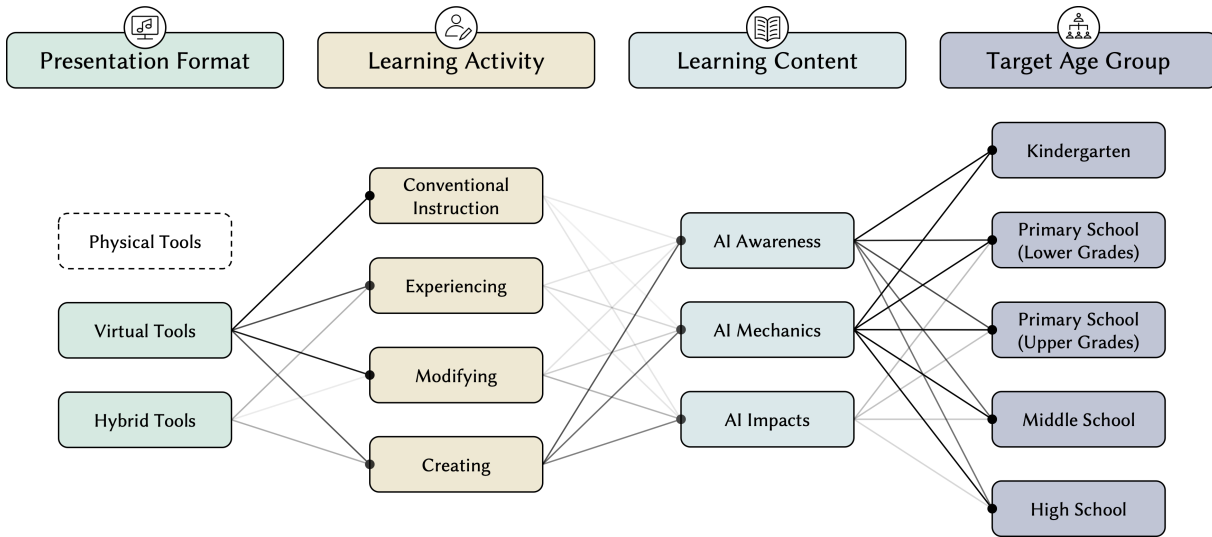 Presentation Format
Learning Activity
Learning Content
Target Age Group
Physical Tools
Virtual Tools
Hybrid Tools
Conventional
Instruction
Experiencing
Modifying
Creating
AI Awareness
AI Mechanics
AI Impacts
Kindergarten
Primary School
(Lower Grades)
Primary School
(Upper Grades)
Middle School
High School